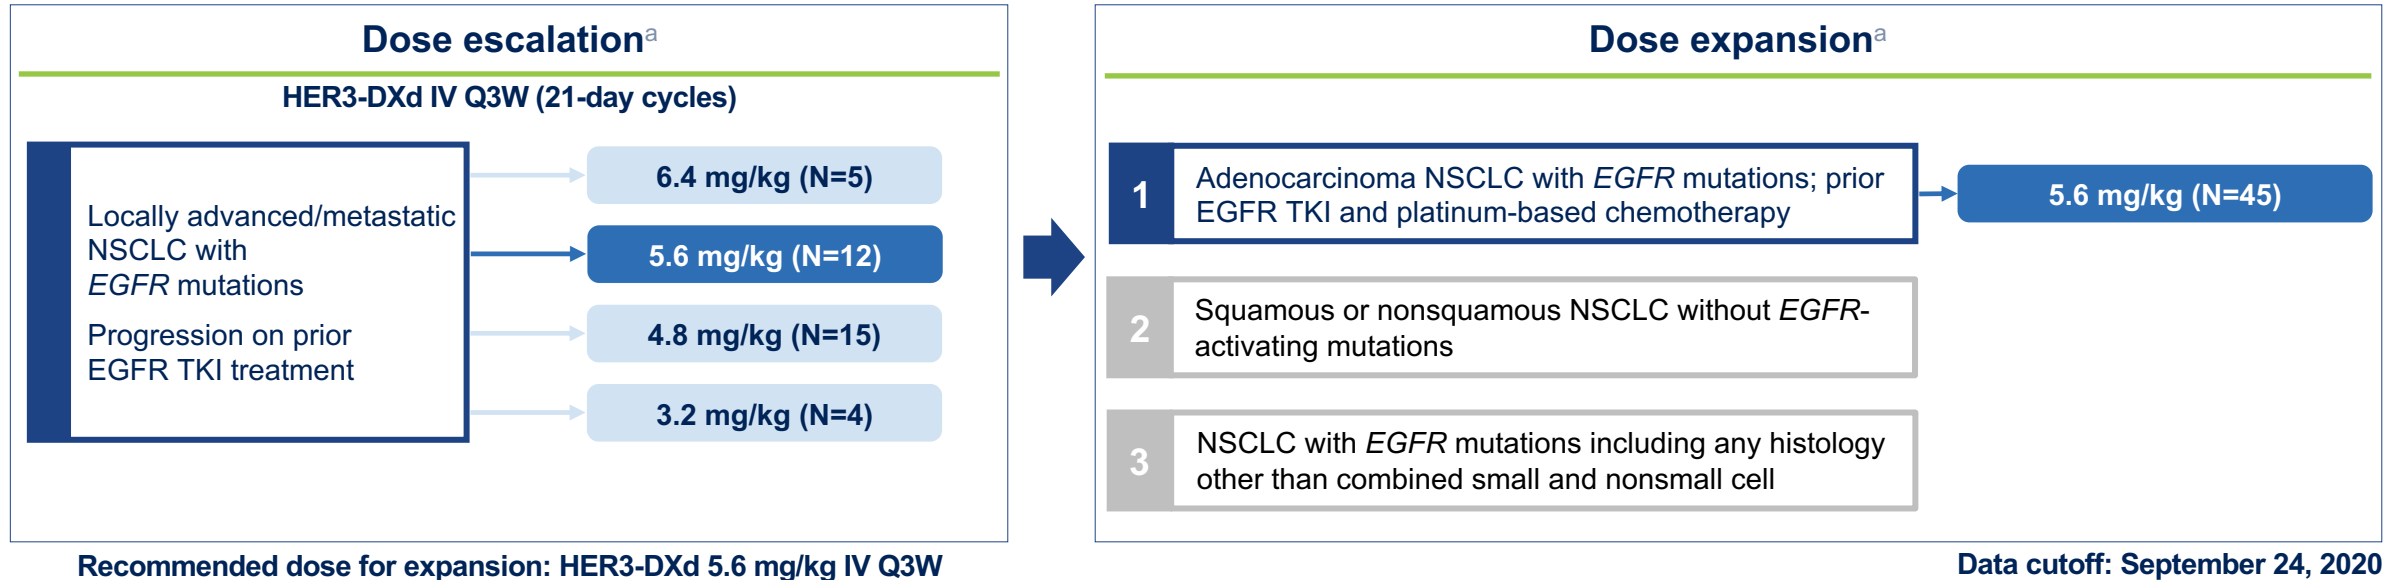 Dose escalationa
HER3-DXd IV Q3W (21-day cycles)
Locally advanced/metastatic
NSCLC with
EGFR mutations
Progression on prior
EGFR TKI treatment
6.4 mg/kg (N=5)
5.6 mg/kg (N=12)
4.8 mg/kg (N=15)
3.2 mg/kg (N=4)
Recommended dose for expansion: HER3-DXd 5.6 mg/kg IV Q3W
Dose expansiona
1
Adenocarcinoma NSCLC with EGFR mutations; prior
EGFR TKI and platinum-based chemotherapy
5.6 mg/kg (N=45)
2
Squamous or nonsquamous NSCLC without EGFR-
activating mutations
3
NSCLC with EGFR mutations including any histology
other than combined small and nonsmall cell
Data cutoff: September 24, 2020